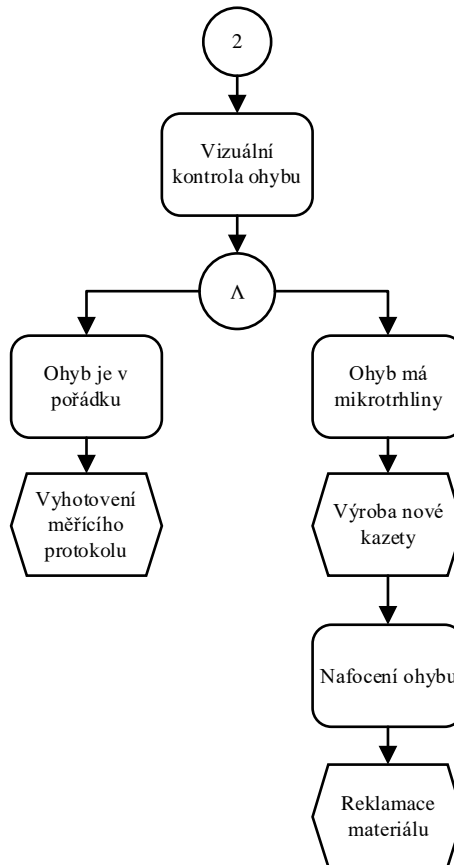 2
Vizuální
kontrola ohybu
Λ
Ohyb je v
pořádku
Ohyb má
mikrotrhliny
Vyhotovení
měřícího
protokolu
Výroba nové
kazety
Nafocení ohybu
Reklamace
materiálu